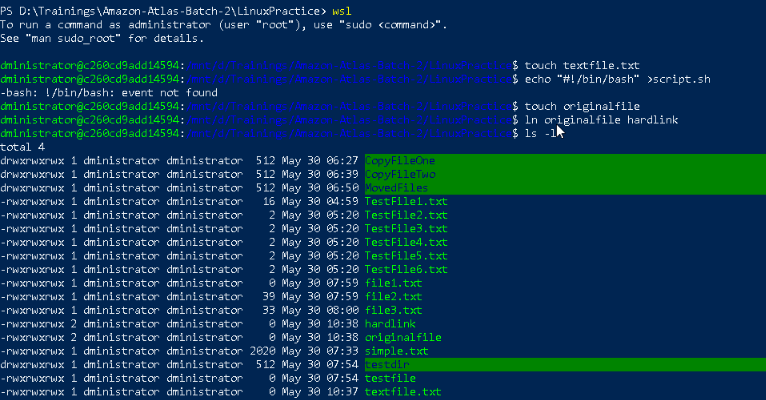 PS D:\Trainings\Amazon-Atlas-Batch-2\LinuxPractice> wsl
To run a command as administrator (user "root"), use "sudo <command>".
See "man sudo_root" for details.
dministrator@c260cd9add14594:/mnt/d/Trainings/Amazon-Atlas-Batch-2/LinuxPractice$ touch textfile.txt
dministrator@c260cd9add14594:/mnt/d/Trainings/Amazon-Atlas-Batch-2/LinuxPractice$ echo "#!/bin/bash" >script.sh
-bash: !/bin/bash: event not found
dministrator@c260cd9add14594:/mnt/d/Trainings/Amazon-Atlas-Batch-2/LinuxPractice$ touch originalfile
dministrator@c260cd9add14594:/mnt/d/Trainings/Amazon-Atlas-Batch-2/LinuxPractice$ ln originalfile hardlink
dministrator@c260cd9add14594:/mnt/d/Trainings/Amazon-Atlas-Batch-2/LinuxPractice$ ls -l
total 4
drwxrwxrwx 1 dministrator dministrator 512 May 30 06:27 CopyFileOne
drwxrwxrwx 1 dministrator dministrator 512 May 30 06:39 CopyFileTwo
drwxrwxrwx 1 dministrator dministrator 512 May 30 06:50 MovedFiles
-rwxrwxrwx 1 dministrator dministrator 16 May 30 04:59 TestFile1.txt
-rwxrwxrwx 1 dministrator dministrator 2 May 30 05:20 TestFile2.txt
-rwxrwxrwx 1 dministrator dministrator 2 May 30 05:20 TestFile3.txt
-rwxrwxrwx 1 dministrator dministrator 2 May 30 05:20 TestFile4.txt
-rwxrwxrwx 1 dministrator dministrator 2 May 30 05:20 TestFile5.txt
-rwxrwxrwx 1 dministrator dministrator 2 May 30 05:20 TestFile6.txt
-rwxrwxrwx 1 dministrator dministrator 0 May 30 07:59 file1.txt
-rwxrwxrwx 1 dministrator dministrator 39 May 30 07:59 file2.txt
-rwxrwxrwx 1 dministrator dministrator 33 May 30 08:00 file3.txt
-rwxrwxrwx 2 dministrator dministrator 0 May 30 10:38 hardlink
-rwxrwxrwx 2 dministrator dministrator 0 May 30 10:38 originalfile
-rwxrwxrwx 1 dministrator dministrator 2020 May 30 07:33 simple.txt
drwxrwxrwx 1 dministrator dministrator 512 May 30 07:54 testdir
-rwxrwxrwx 1 dministrator dministrator 0 May 30 07:54 testfile
-rwxrwxrwx 1 dministrator dministrator 0 May 30 10:37 textfile.txt